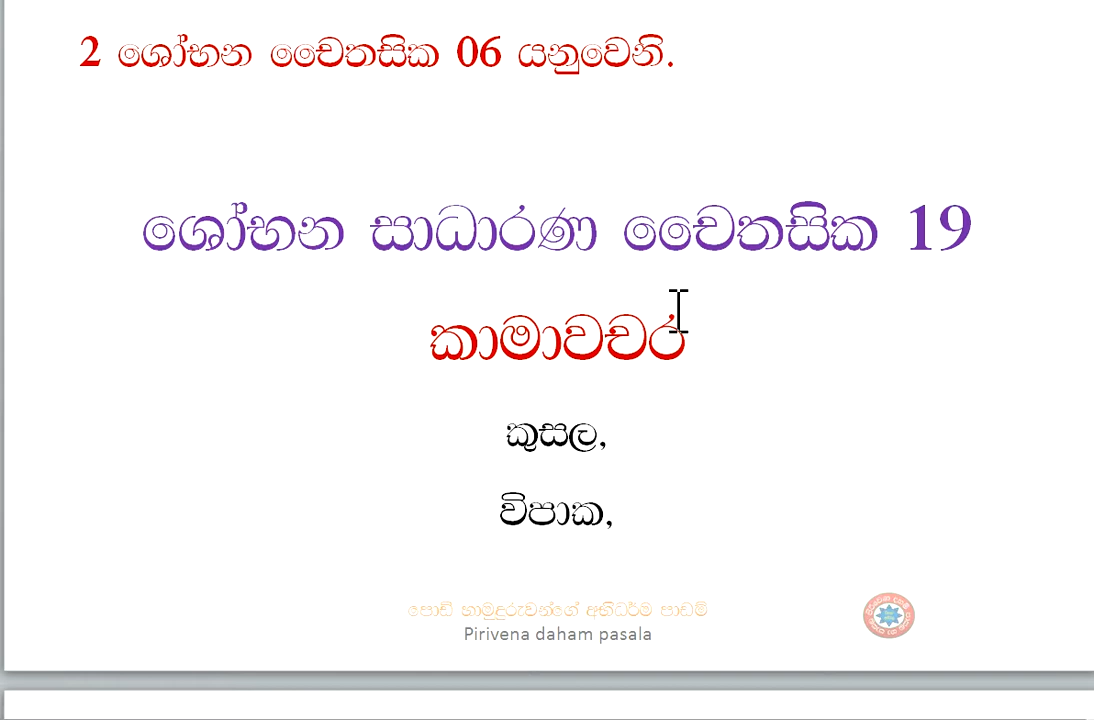 2 ශෝභන චෛතසික 06 යනුවෙනි.
ශෝභන සාධාරණ චෛතසික 19
කාමාවචර
කුසල,
විපාක,
පොඩි හාමුදුරුවන්ගේ අභිධර්ම පාඩම්
Pirivena daham pasala